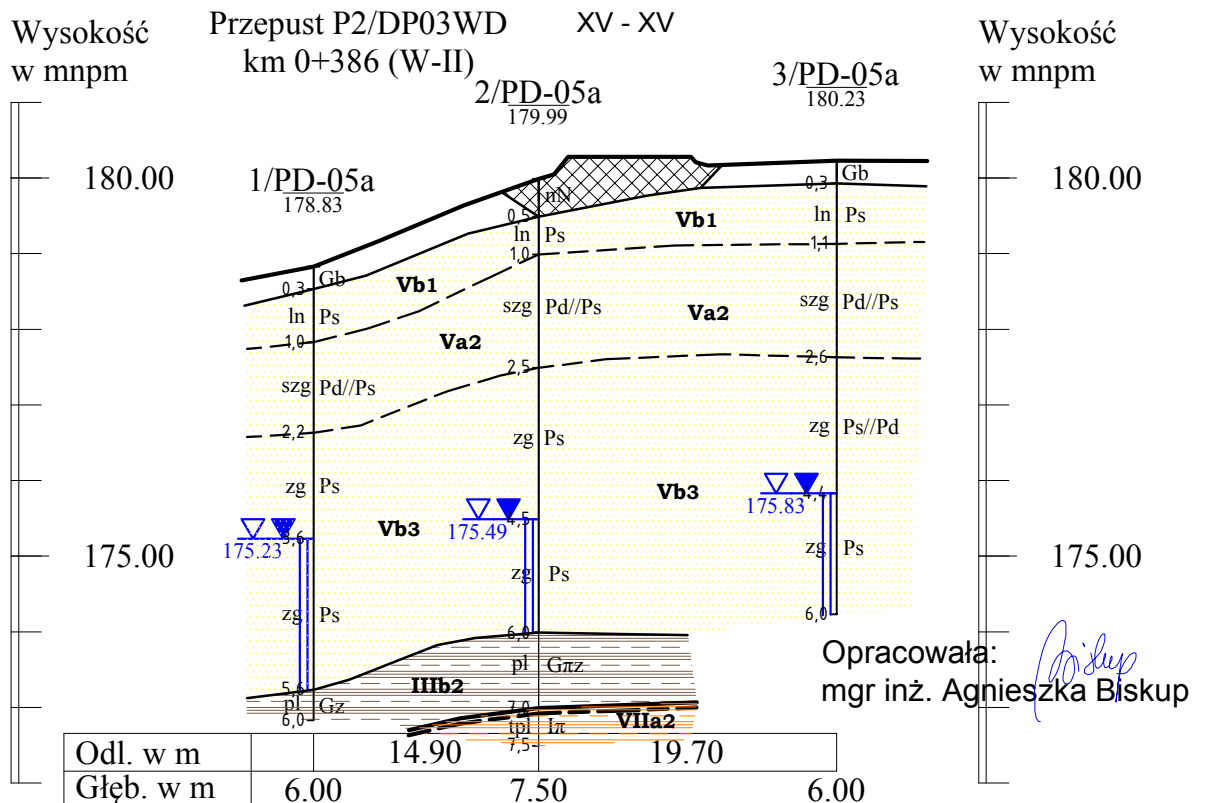 Wysokość
w mnpm
Przepust P2/DP03WD
km 0+386 (W-II)
XV - XV
Wysokość
w mnpm
1/PD-05a
178.83
2/PD-05a
179.99
3/PD-05a
180.23
180.00
180.00
175.00
175.00
0,3
Gb
ln Ps
1,0
szg Pd//Ps
2,2
zg Ps
3,6
175.23
zg Ps
5,6
pl Gz
6,0
nN
0,5
ln Ps
1,0
szg Pd//Ps
2,5
zg Ps
4,5
175.49
zg Ps
6,0
pl Gπz
7,0
tpl Iπ
7,5
Gb
0,3
ln Ps
1,1
szg Pd//Ps
2,6
zg Ps//Pd
4,4
175.83
zg Ps
6,0
Vb1
Vb1
Va2
Va2
Vb3
Vb3
IIIb2
VIIa2
Opracowała:
Biskup
mgr inż. Agnieszka Biskup
Odl. w m 14.90 19.70
Głęb. w m 6.00 7.50 6.00